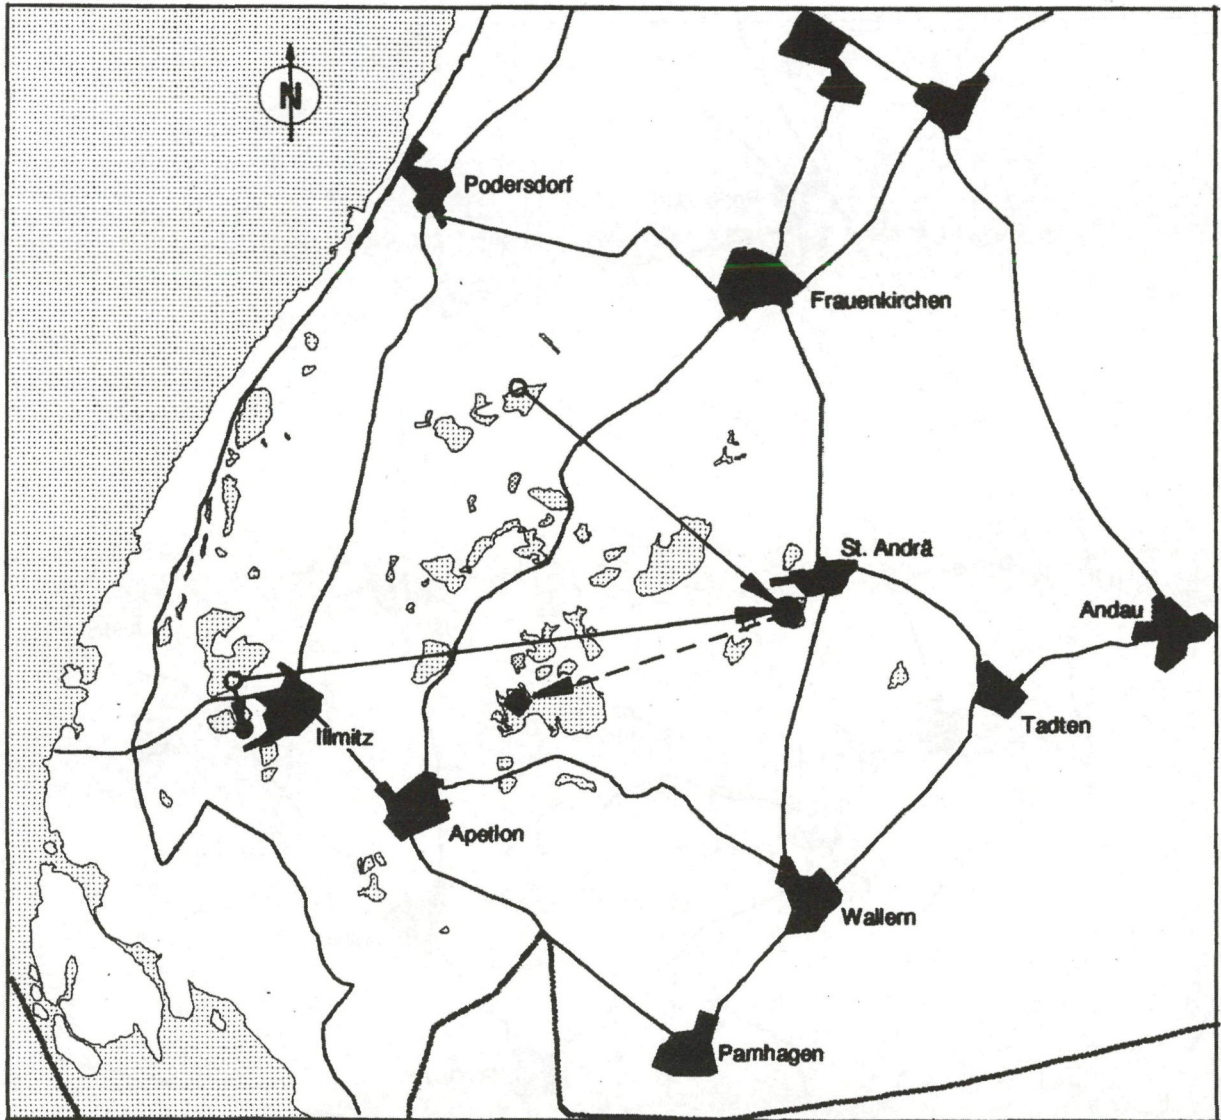 N
Podersdorf
Frauenkirchen
St. Andrä
Andau
Illmitz
Tadten
Apetlon
Wallern
Pamhagen